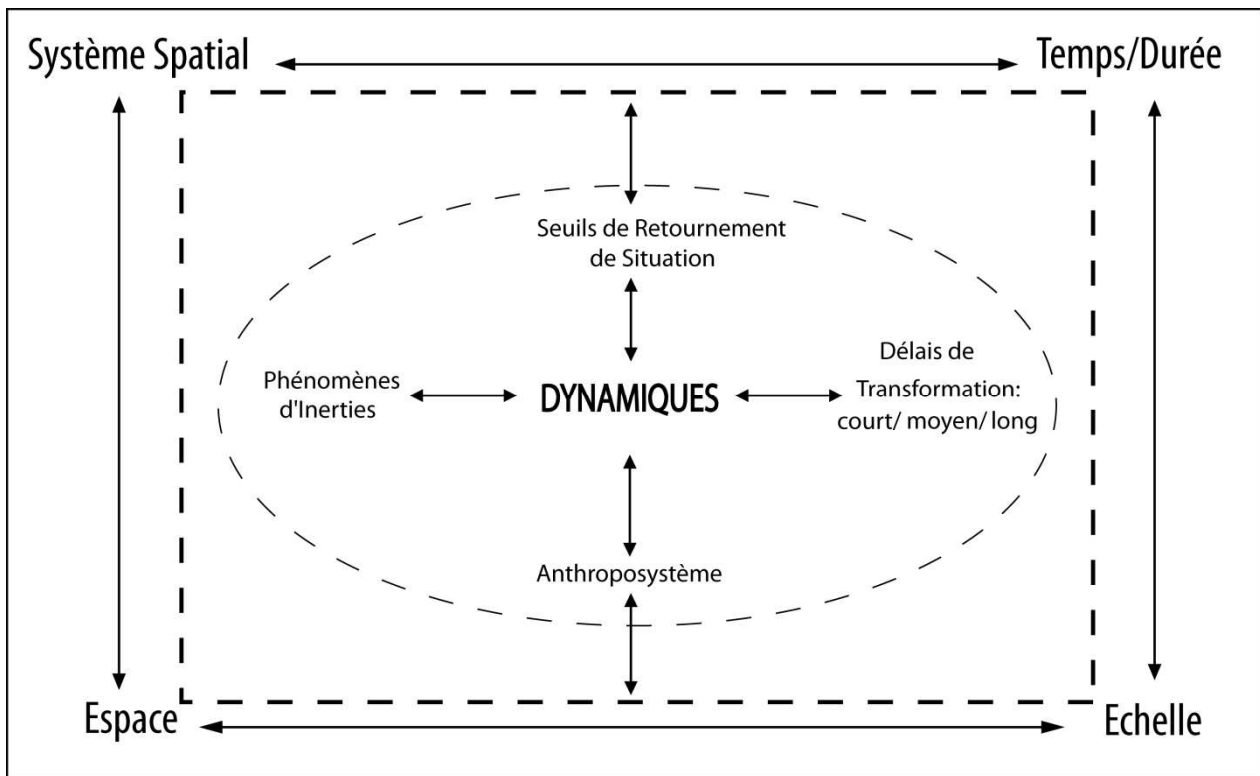 Système Spatial
Temps/Durée
Seuils de Retournement
de Situation
Phénomènes
d'Inerties
DYNAMIQUES
Délais de
Transformation:
court/ moyen/ long
Anthroposystème
Espace
Echelle